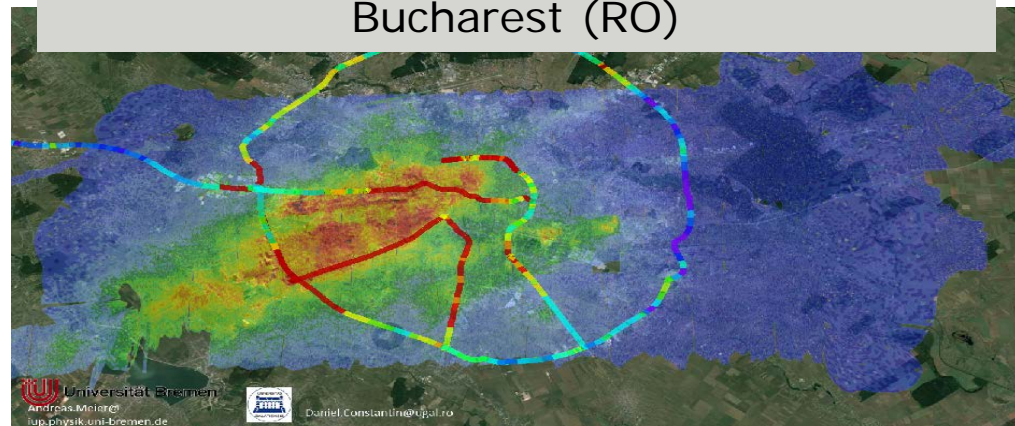 Bucharest (RO)
Universität Bremen
Andreas.Meier@
iup.physik.uni-bremen.de
Daniel.Constantin@ugal.ro